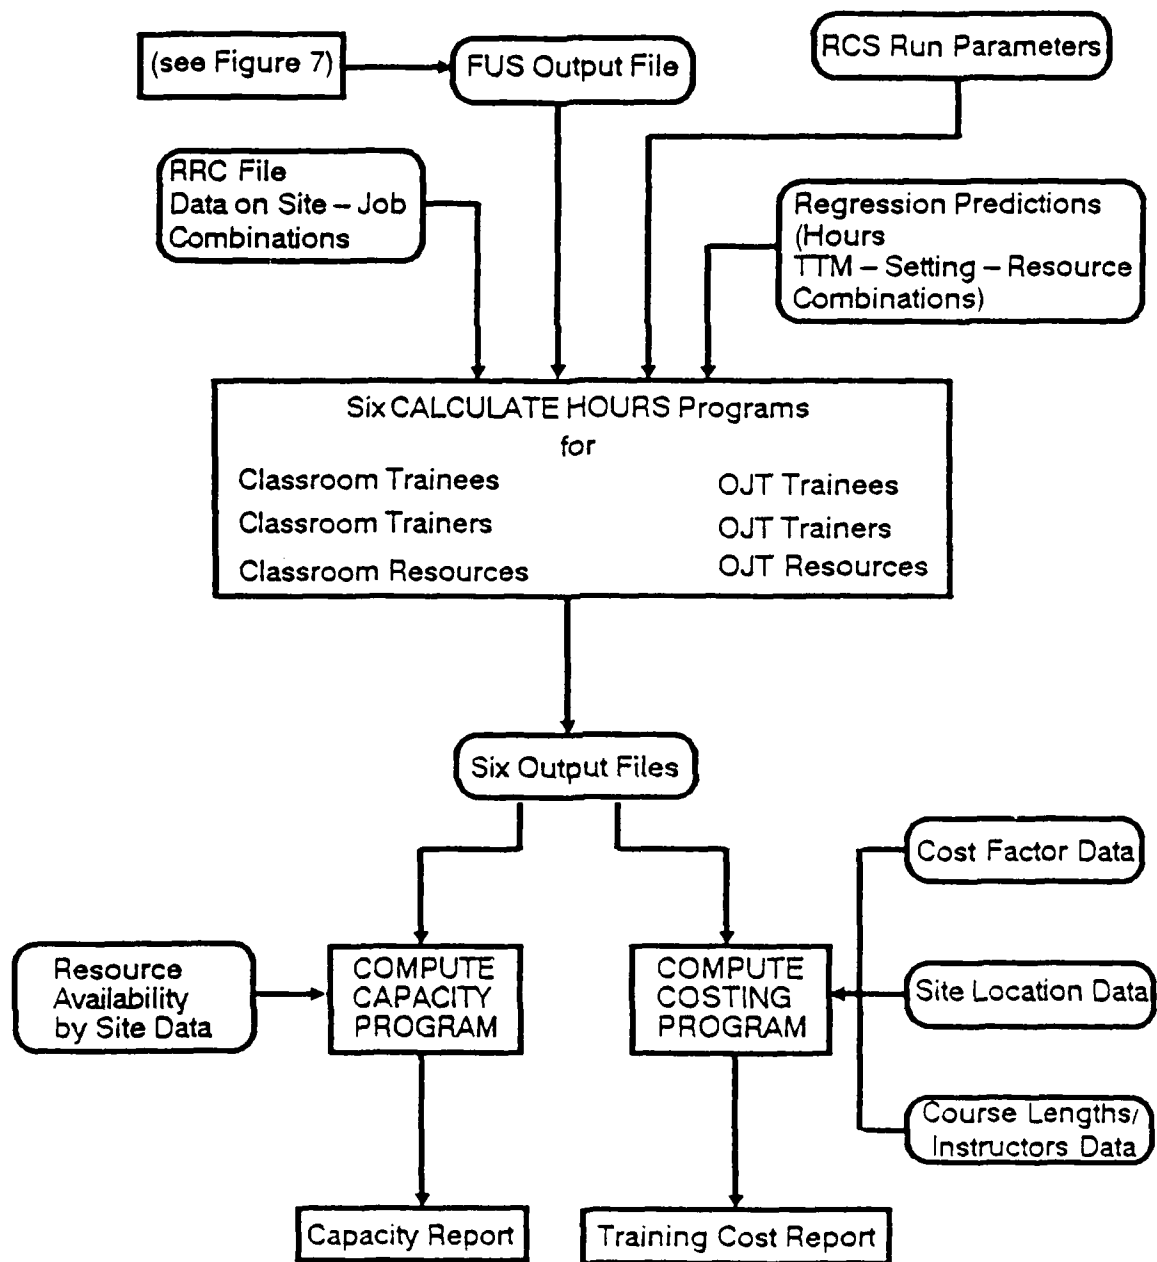 (see Figure 7)
FUS Output File
RCS Run Parameters
RRC File
Data on Site – Job
Combinations
Regression Predictions
(Hours
TTM – Setting – Resource
Combinations)
Six CALCULATE HOURS Programs
for
Classroom Trainees
Classroom Trainers
Classroom Resources
OJT Trainees
OJT Trainers
OJT Resources
Six Output Files
Cost Factor Data
Resource
Availability
by Site Data
COMPUTE
CAPACITY
PROGRAM
COMPUTE
COSTING
PROGRAM
Site Location Data
Course Lengths/
Instructors Data
Capacity Report
Training Cost Report